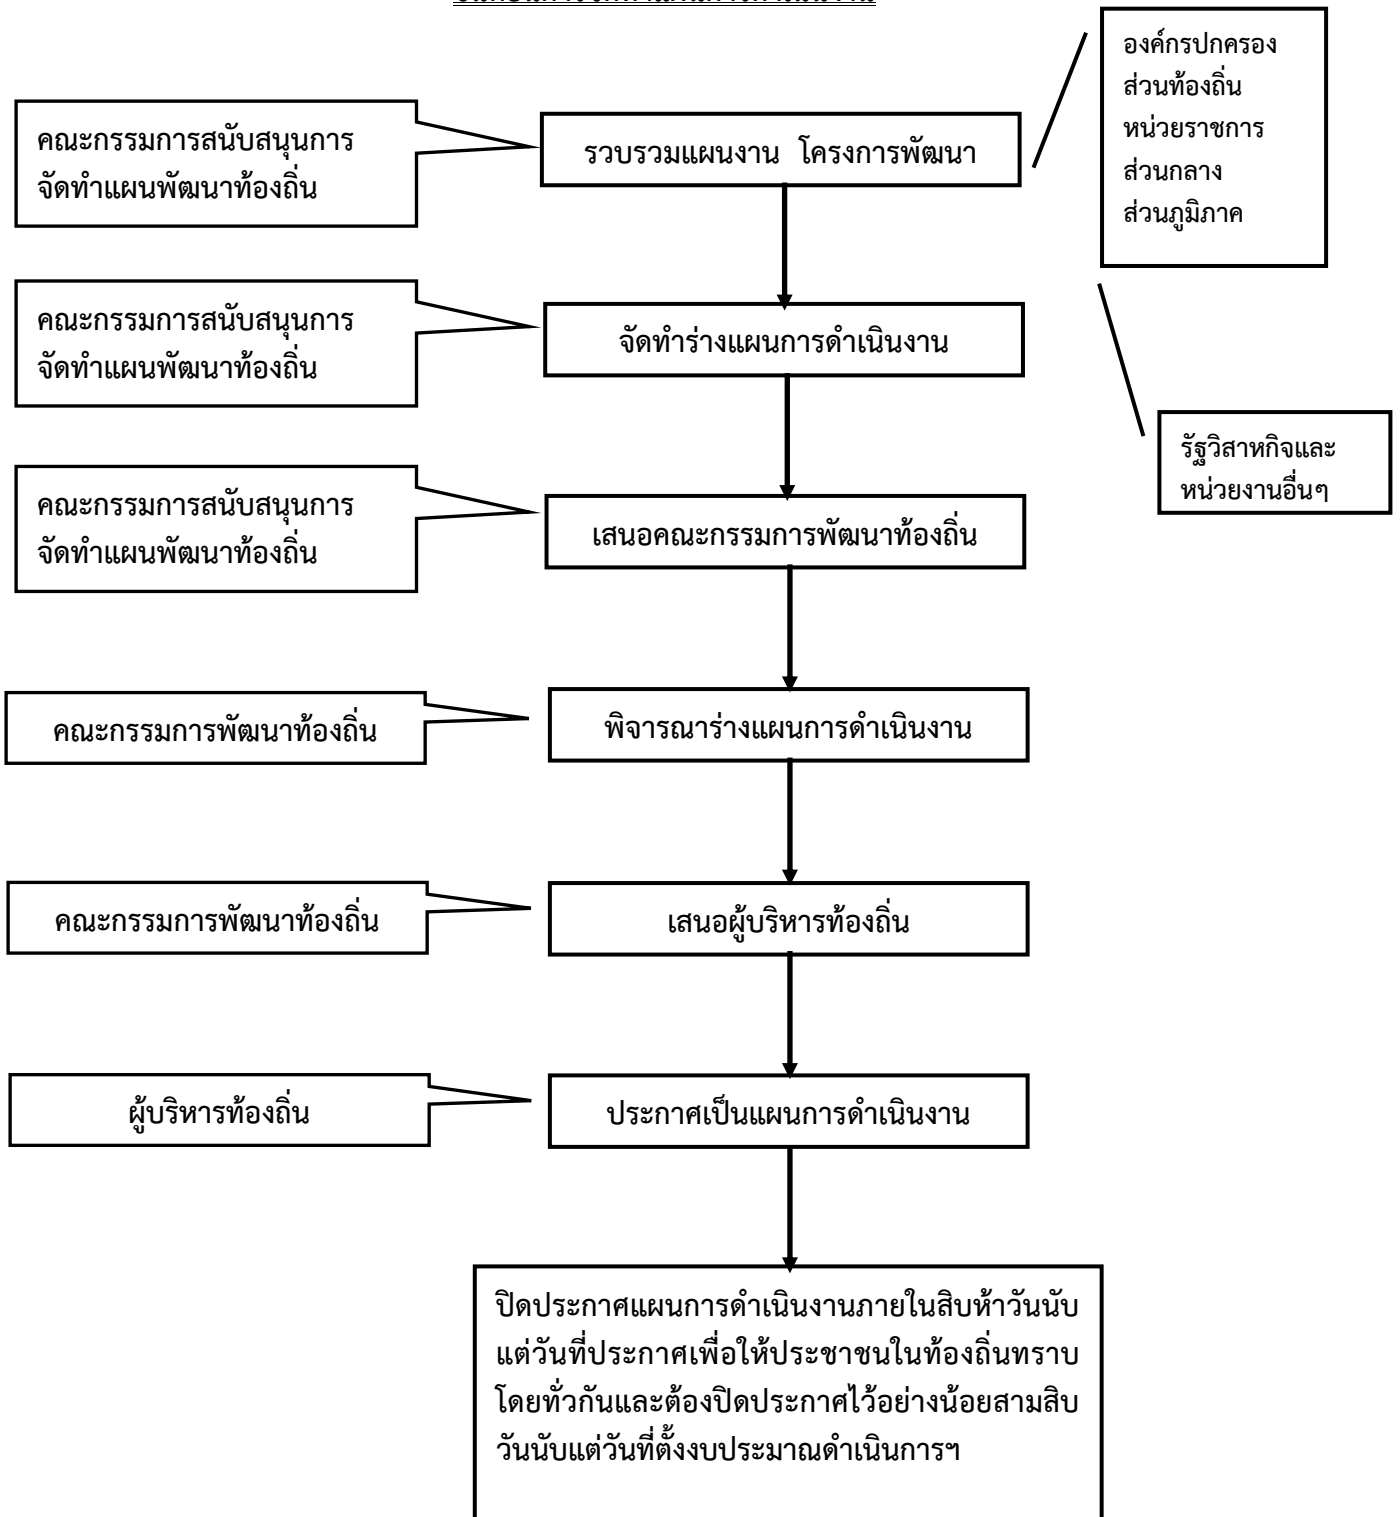 องค์กรปกครอง
ส่วนท้องถิ่น
หน่วยราชการ
ส่วนกลาง
ส่วนภูมิภาค
คณะกรรมการสนับสนุนการ
จัดทำแผนพัฒนาท้องถิ่น
รวบรวมแผนงาน โครงการพัฒนา
คณะกรรมการสนับสนุนการ
จัดทำแผนพัฒนาท้องถิ่น
จัดทำร่างแผนการดำเนินงาน
รัฐวิสาหกิจและ
หน่วยงานอื่นๆ
คณะกรรมการสนับสนุนการ
จัดทำแผนพัฒนาท้องถิ่น
เสนอคณะกรรมการพัฒนาท้องถิ่น
คณะกรรมการพัฒนาท้องถิ่น
พิจารณาร่างแผนการดำเนินงาน
คณะกรรมการพัฒนาท้องถิ่น
เสนอผู้บริหารท้องถิ่น
ผู้บริหารท้องถิ่น
ประกาศเป็นแผนการดำเนินงาน
ปิดประกาศแผนการดำเนินงานภายในสิบห้าวันนับ
แต่วันที่ประกาศเพื่อให้ประชาชนในท้องถิ่นทราบ
โดยทั่วกันและต้องปิดประกาศไว้อย่างน้อยสามสิบ
วันนับแต่วันที่ตั้งงบประมาณดำเนินการฯ